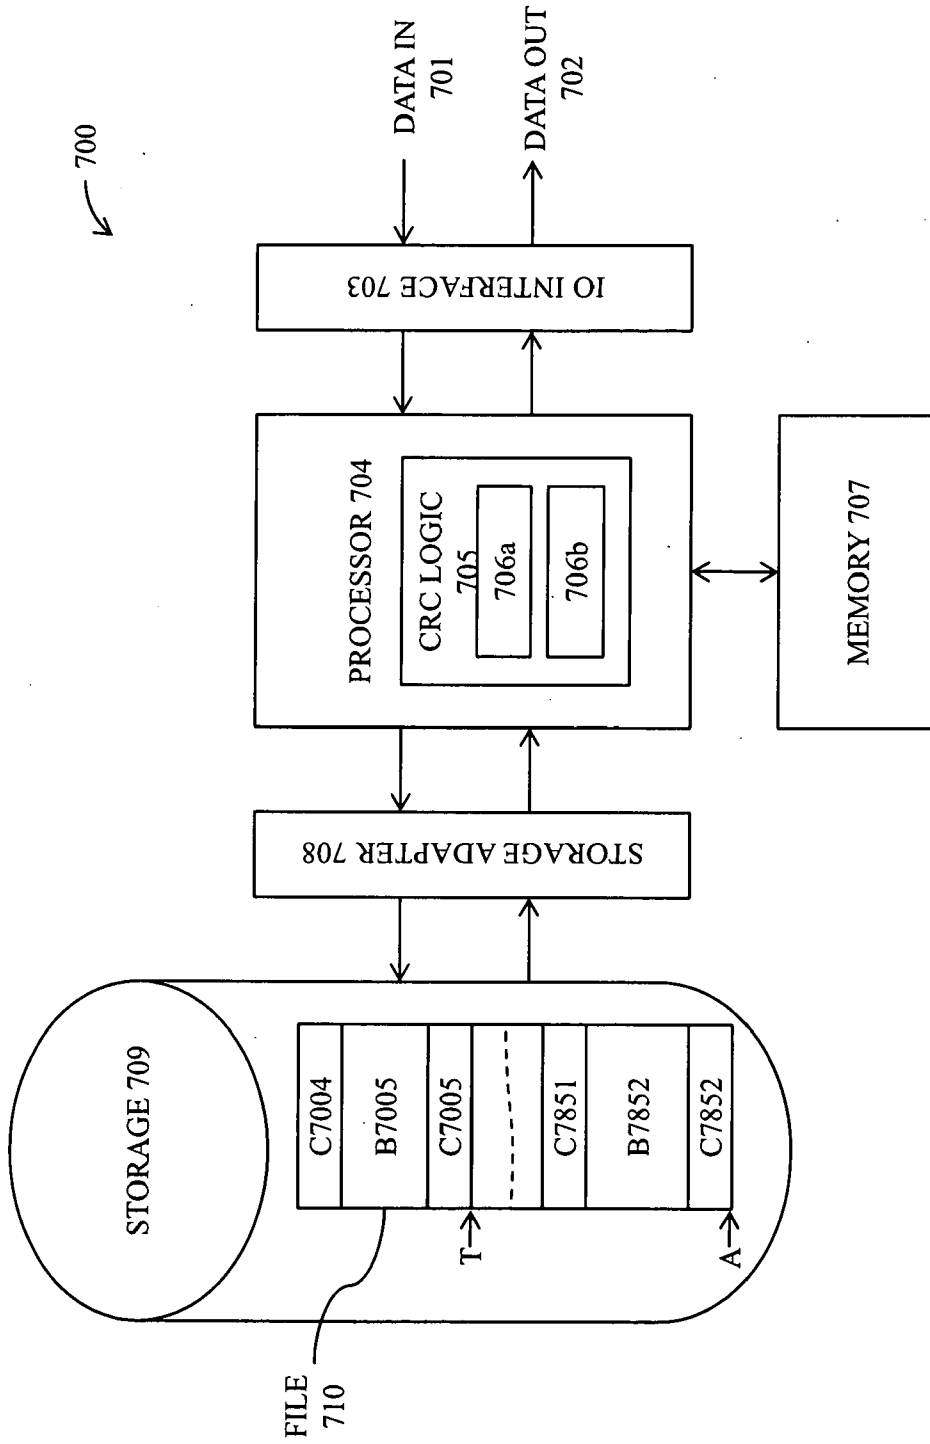 700
DATA IN
701
DATA OUT
702
IO INTERFACE 703
PROCESSOR 704
CRC LOGIC
705
706a
706b
MEMORY 707
STORAGE ADAPTER 708
STORAGE 709
C7004
B7005
C7005
C7851
B7852
C7852
T
A
FILE
710